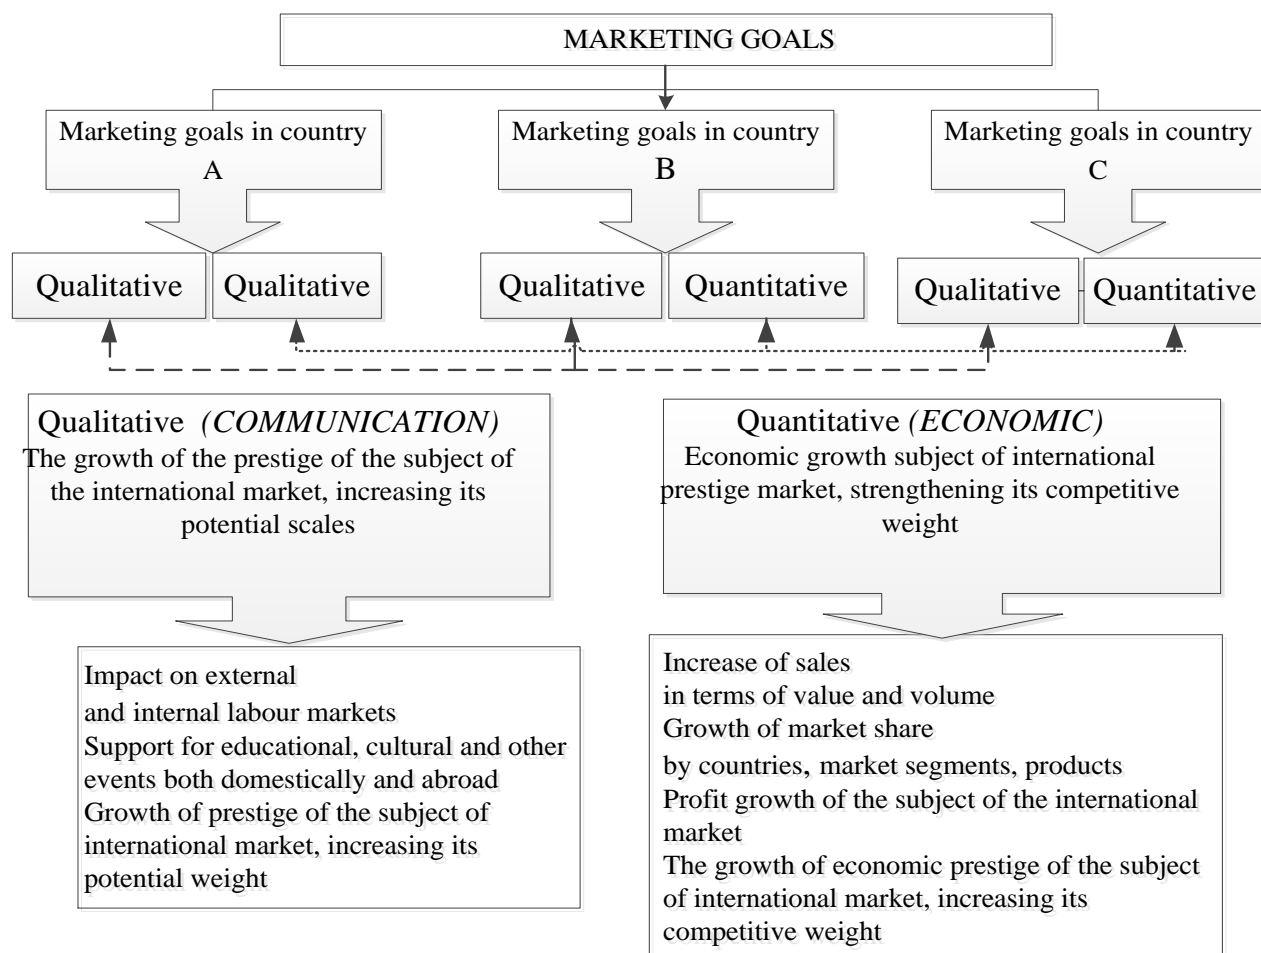 MARKETING GOALS
Marketing goals in country
A
Marketing goals in country
B
Marketing goals in country
C
Qualitative
Qualitative
Qualitative
Quantitative
Qualitative
Quantitative
Qualitative (COMMUNICATION)
The growth of the prestige of the subject of
the international market, increasing its
potential scales
Quantitative (ECONOMIC)
Economic growth subject of international
prestige market, strengthening its competitive
weight
Impact on external
and internal labour markets
Support for educational, cultural and other
events both domestically and abroad
Growth of prestige of the subject of
international market, increasing its
potential weight
Increase of sales
in terms of value and volume
Growth of market share
by countries, market segments, products
Profit growth of the subject of the international
market
The growth of economic prestige of the subject
of international market, increasing its
competitive weight